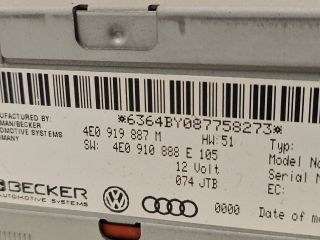 *6364BY087758273*
UFACTURED BY:
MAN/BECKER
OMOTIVE SYSTEMS
RMANY
4E0 919 887 M HW:51
SW: 4E0 910 888 E 105
12 Volt
074 JTB
Typ:
Model No
Serial N
EC:
BECKER
AUTOMOTIVE SYSTEMS
0000 Date of m